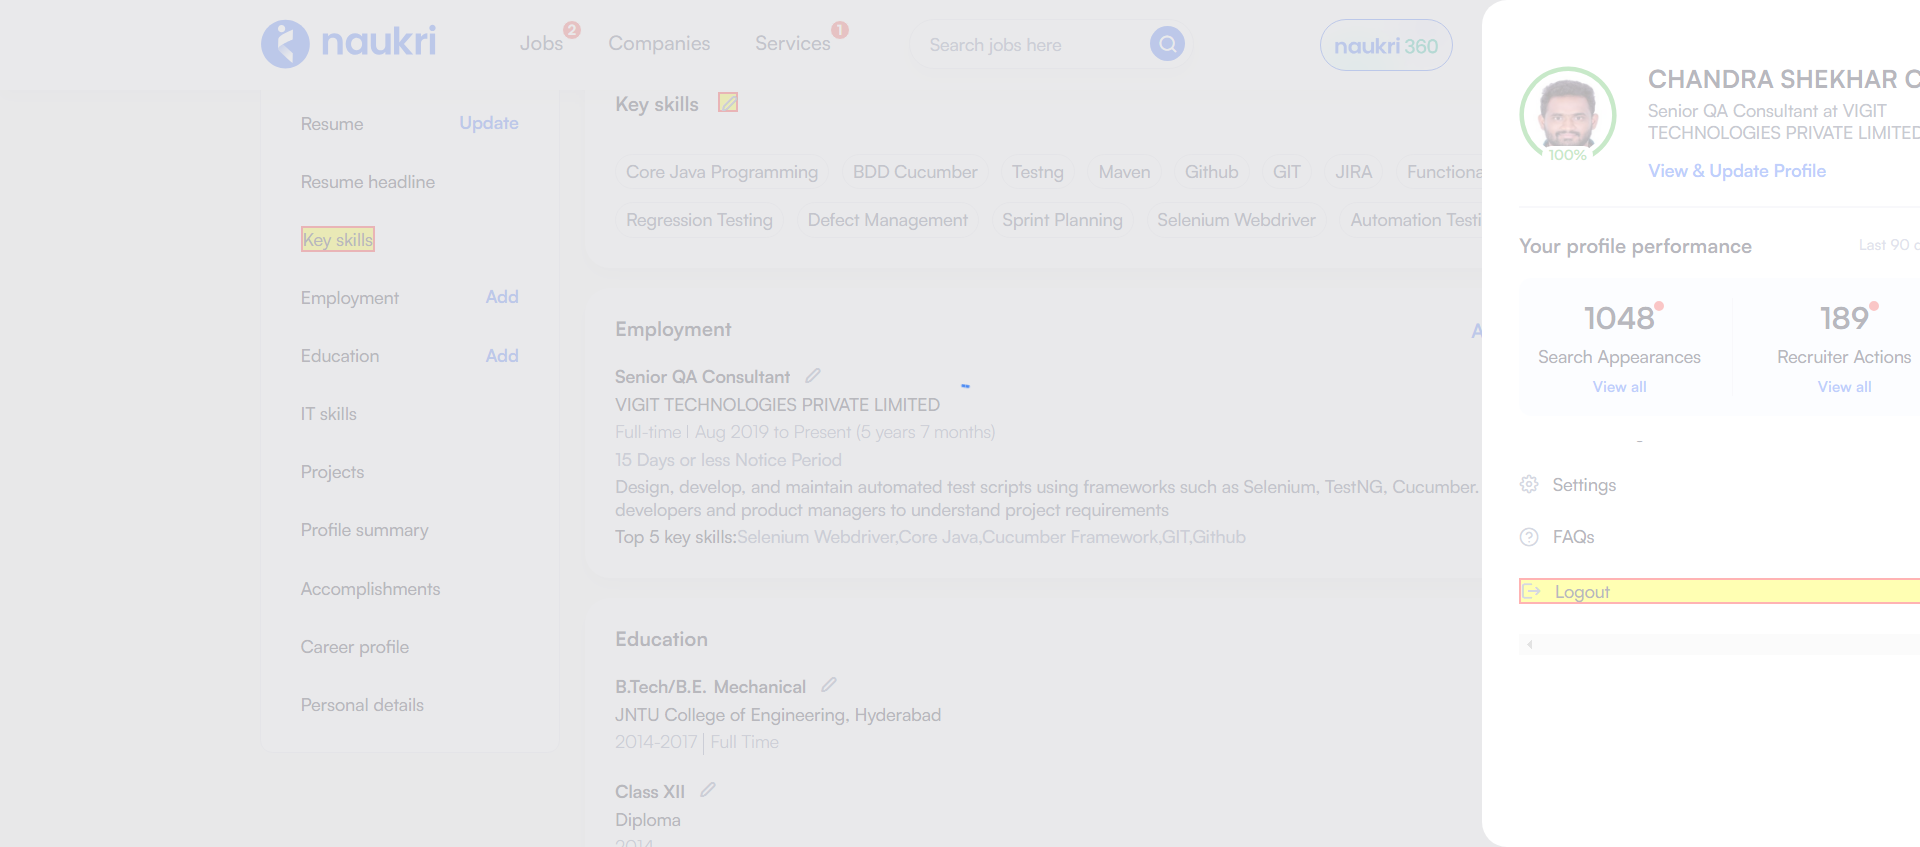 naukri
Jobs 2
Companies
Services 1
Search jobs here
naukri 360
Resume
Update
Resume headline
Key skills
Employment
Add
Education
Add
IT skills
Projects
Profile summary
Accomplishments
Career profile
Personal details
Key skills
Core Java Programming
BDD Cucumber
Testng
Maven
Github
GIT
JIRA
Functiona
Regression Testing
Defect Management
Sprint Planning
Selenium Webdriver
Automation Testi
Employment
A
Senior QA Consultant
VIGIT TECHNOLOGIES PRIVATE LIMITED
Full-time | Aug 2019 to Present (5 years 7 months)
15 Days or less Notice Period
Design, develop, and maintain automated test scripts using frameworks such as Selenium, TestNG, Cucumber.
developers and product managers to understand project requirements
Top 5 key skills:Selenium Webdriver,Core Java,Cucumber Framework,GIT,Github
Education
B.Tech/B.E. Mechanical
JNTU College of Engineering, Hyderabad
2014-2017 | Full Time
Class XII
Diploma
2014
100%
CHANDRA SHEKHAR C
Senior QA Consultant at VIGIT
TECHNOLOGIES PRIVATE LIMITED
View & Update Profile
Your profile performance
Last 90 d
1048
Search Appearances
View all
189
Recruiter Actions
View all
Settings
FAQs
Logout